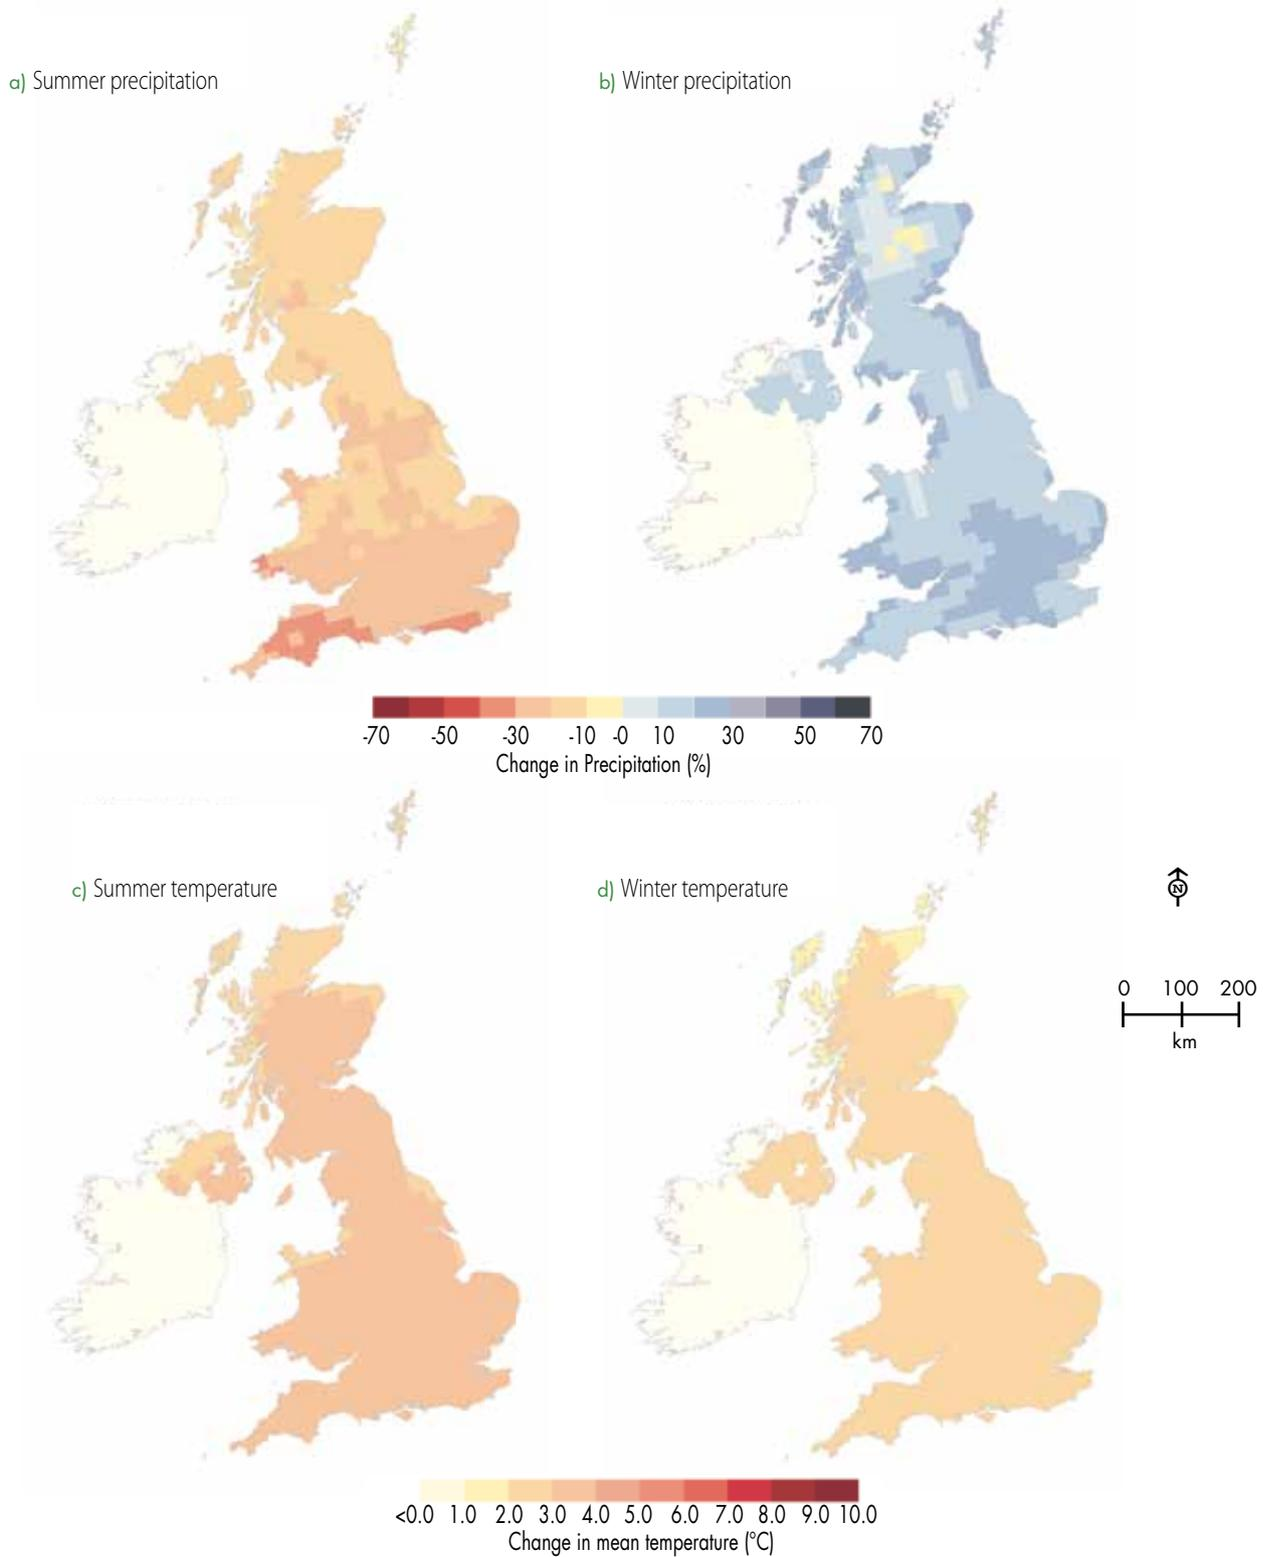 a) Summer precipitation
b) Winter precipitation
-70 -50 -30 -10 -0 10 30 50 70
Change in Precipitation (%)
c) Summer temperature
d) Winter temperature
N
0 100 200
km
<0.0 1.0 2.0 3.0 4.0 5.0 6.0 7.0 8.0 9.0 10.0
Change in mean temperature (°C)